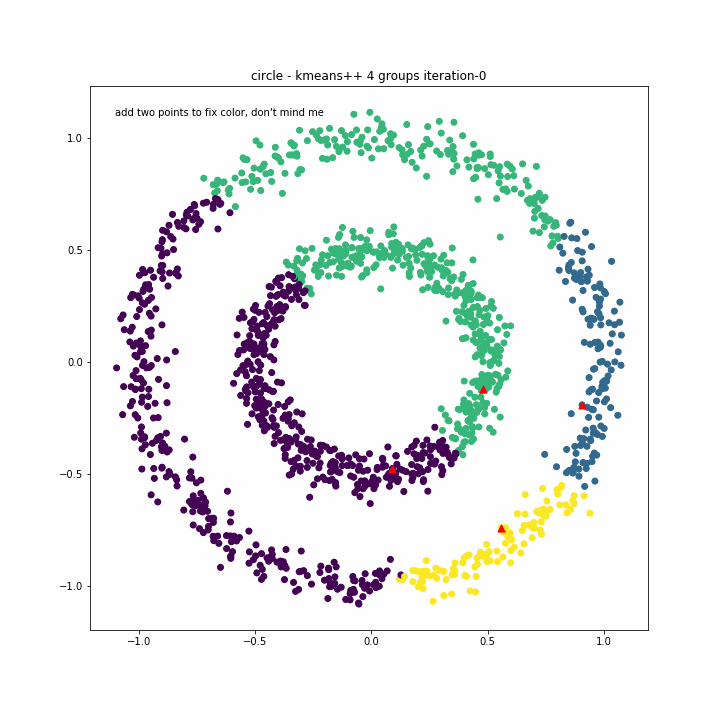 circle - kmeans++ 4 groups iteration-0
add two points to fix color, don't mind me
1.0
0.5
0.0
−0.5
−1.0
−1.0 −0.5 0.0 0.5 1.0